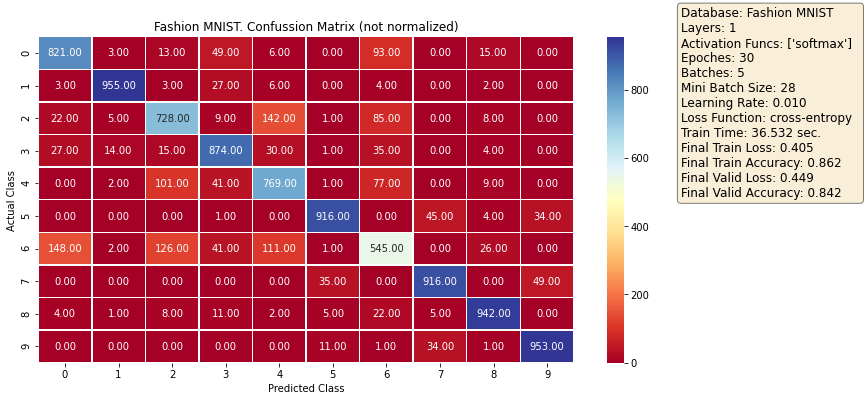 Fashion MNIST. Confussion Matrix (not normalized)
0 821.00 3.00 13.00 49.00 6.00 0.00 93.00 0.00 15.00 0.00
1 3.00 955.00 3.00 27.00 6.00 0.00 4.00 0.00 2.00 0.00
2 22.00 5.00 728.00 9.00 142.00 1.00 85.00 0.00 8.00 0.00
3 27.00 14.00 15.00 874.00 30.00 1.00 35.00 0.00 4.00 0.00
4 0.00 2.00 101.00 41.00 769.00 1.00 77.00 0.00 9.00 0.00
5 0.00 0.00 0.00 1.00 0.00 916.00 0.00 45.00 4.00 34.00
6 148.00 2.00 126.00 41.00 111.00 1.00 545.00 0.00 26.00 0.00
7 0.00 0.00 0.00 0.00 0.00 35.00 0.00 916.00 0.00 49.00
8 4.00 1.00 8.00 11.00 2.00 5.00 22.00 5.00 942.00 0.00
9 0.00 0.00 0.00 0.00 0.00 11.00 1.00 34.00 1.00 953.00
0 1 2 3 4 5 6 7 8 9
Predicted Class
Actual Class
800
600
400
200
0
Database: Fashion MNIST
Layers: 1
Activation Funcs: ['softmax']
Epoches: 30
Batches: 5
Mini Batch Size: 28
Learning Rate: 0.010
Loss Function: cross-entropy
Train Time: 36.532 sec.
Final Train Loss: 0.405
Final Train Accuracy: 0.862
Final Valid Loss: 0.449
Final Valid Accuracy: 0.842